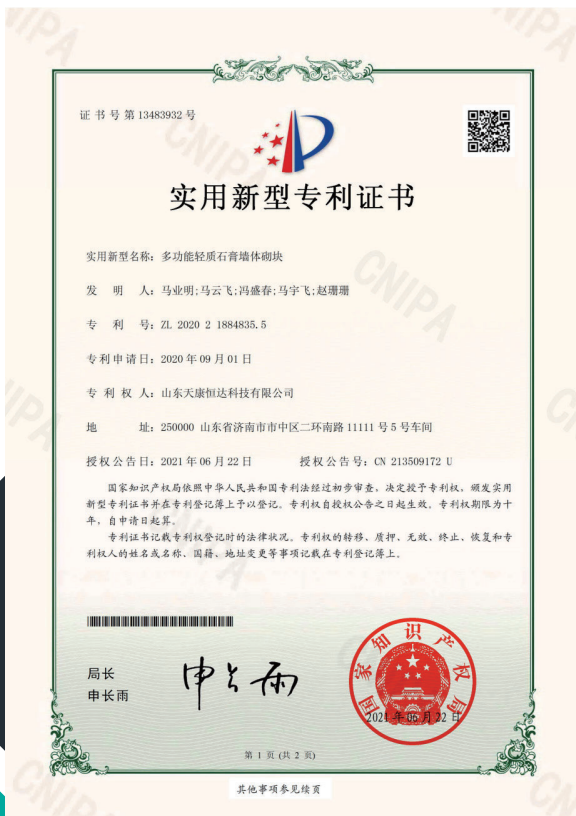 证书号第13483932号
实用新型专利证书
实用新型名称：多功能轻质石膏墙体砌块
发 明 人：马业明;马云飞;冯盛春;马宇飞;赵珊珊
专 利 号：ZL 2020 2 1884835.5
专利申请日：2020年09月01日
专 利 权 人：山东天康恒达科技有限公司
地 址：250000 山东省济南市市中区二环南路11111号5号车间
授权公告日：2021年06月22日 授权公告号：CN 213509172 U
国家知识产权局依照中华人民共和国专利法经过初步审查，决定授予专利权，颁发实用
新型专利证书并在专利登记簿上予以登记。专利权自授权公告之日起生效。专利权期限为十
年，自申请日起算。
专利证书记载专利权登记时的法律状况。专利权的转移、质押、无效、终止、恢复和专
利权人的姓名或名称、国籍、地址变更等事项记载在专利登记簿上。
局长
申长雨
申长雨
国家知识产权局
2021年06月22日
第 1 页 (共 2 页)
其他事项参见续页
CNIPA
CNIPA
CNIPA
CNIPA